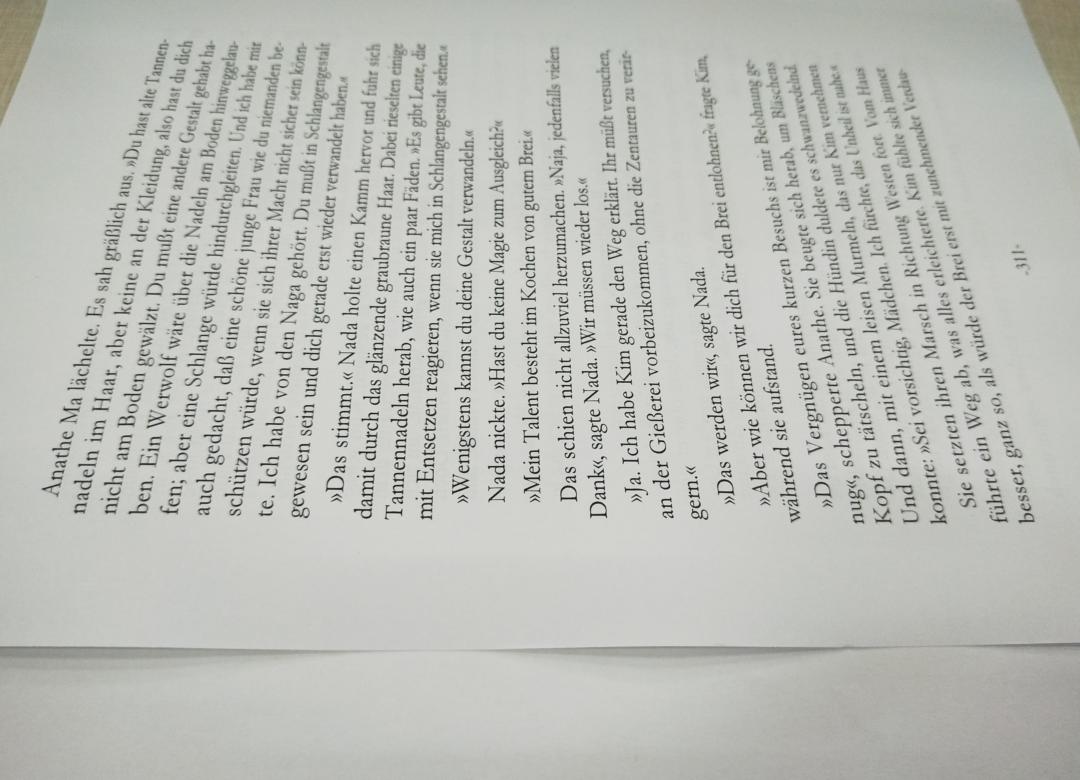 Anathe Ma lächelte. Es sah gräßlich aus. »Du hast alte Tannen-
nadeln im Haar, aber keine an der Kleidung, also hast du dich
nicht am Boden gewälzt. Du mußt eine andere Gestalt gehabt ha-
ben. Ein Werwolf wäre über die Nadeln am Boden hinweggelau-
fen; aber eine Schlange würde hindurchgleiten. Und ich habe mir
auch gedacht, daß eine schöne junge Frau wie du niemanden be-
schützen würde, wenn sie sich ihrer Macht nicht sicher sein könn-
te. Ich habe von den Naga gehört. Du mußt in Schlangengestalt
gewesen sein und dich gerade erst wieder verwandelt haben.«
»Das stimmt.« Nada holte einen Kamm hervor und fuhr sich
damit durch das glänzende graubraune Haar. Dabei rieselten einige
Tannennadeln herab, wie auch ein paar Fäden. »Es gibt Leute, die
mit Entsetzen reagieren, wenn sie mich in Schlangengestalt sehen.«
»Wenigstens kannst du deine Gestalt verwandeln.«
Nada nickte. »Hast du keine Magie zum Ausgleich?«
»Mein Talent besteht im Kochen von gutem Brei.«
Das schien nicht allzuviel herzumachen. »Naja, jedenfalls vielen
Dank«, sagte Nada. »Wir müssen wieder los.«
»Ja. Ich habe Kim gerade den Weg erklärt. Ihr müßt versuchen,
an der Gießerei vorbeizukommen, ohne die Zentauren zu verär-
gern.«
»Das werden wir«, sagte Nada.
»Aber wie können wir dich für den Brei entlohnen?« fragte Kim,
während sie aufstand.
»Das Vergnügen eures kurzen Besuchs ist mir Belohnung ge-
nug«, schepperte Anathe. Sie beugte sich herab, um Bläschens
Kopf zu tätscheln, und die Hündin duldete es schwanzwedelnd.
Und dann, mit einem leisen Murmeln, das nur Kim vernehmen
konnte: »Sei vorsichtig, Mädchen. Ich fürchte, das Unheil ist nahe.«
Sie setzten ihren Marsch in Richtung Westen fort. Vom Haus
führte ein Weg ab, was alles erleichterte. Kim fühlte sich immer
besser, ganz so, als würde der Brei erst mit zunehmender Verdau-
-311-